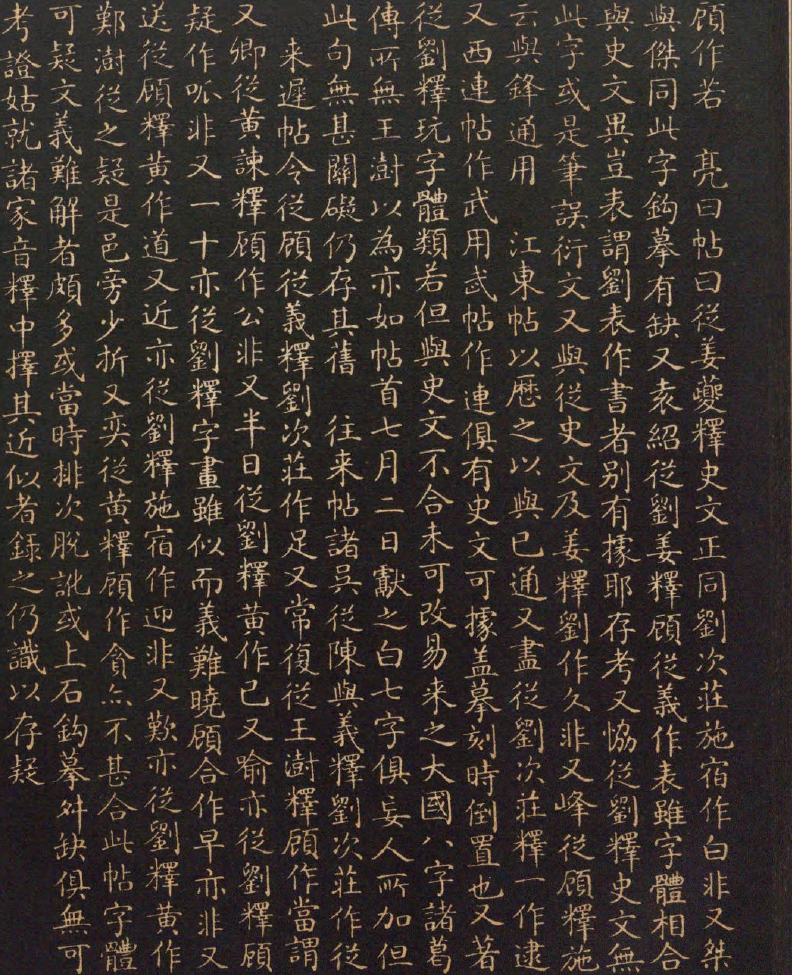 顧作若　亮曰帖曰從姜夔釋史文正同劉次莊施宿作白非又桀
與傑同此字鈎摹有缺又袁紹從劉姜釋顧從義作表雖字體相合
與史文異豈表謂劉表作書者别有據耶存考又恊從劉釋史文無
此字或是筆誤衍文又與從史文及姜釋劉作久非又峰從顧釋施
云與鋒通用　江東帖以歷之以與已通又盡從劉次莊釋一作逮
又西連帖作武用武帖作連俱有史文可據盖摹刻時倒置也又著
從劉釋玩字體類若但與史文不合未可改易来之大國八字諸葛
傳所無王澍以為亦如帖首七月二日獻之白七字俱妄人所加但
此句無甚關礙仍存其舊　往来帖諸吴從陳與義釋劉次莊作從
来遲帖令從顧從義釋劉次莊作足又常復從王澍釋顧作當謂
又卿從黄諫釋顧作公非又半日從劉釋黄作已又喻亦從劉釋顧
疑作呱非又一十亦從劉釋字畫雖似而義難曉顧合作早亦非又
送從顧釋黄作道又近亦從劉釋施宿作迎非又歎亦從劉釋黄作
鄭澍從之疑是邑旁少折又奕從黄釋顧作貪亦不甚合此帖字體
可疑文義難解者頗多或當時排次脱訛或上石鈎摹舛缺俱無可
考證姑就諸家音釋中擇其近似者録之仍識以存疑